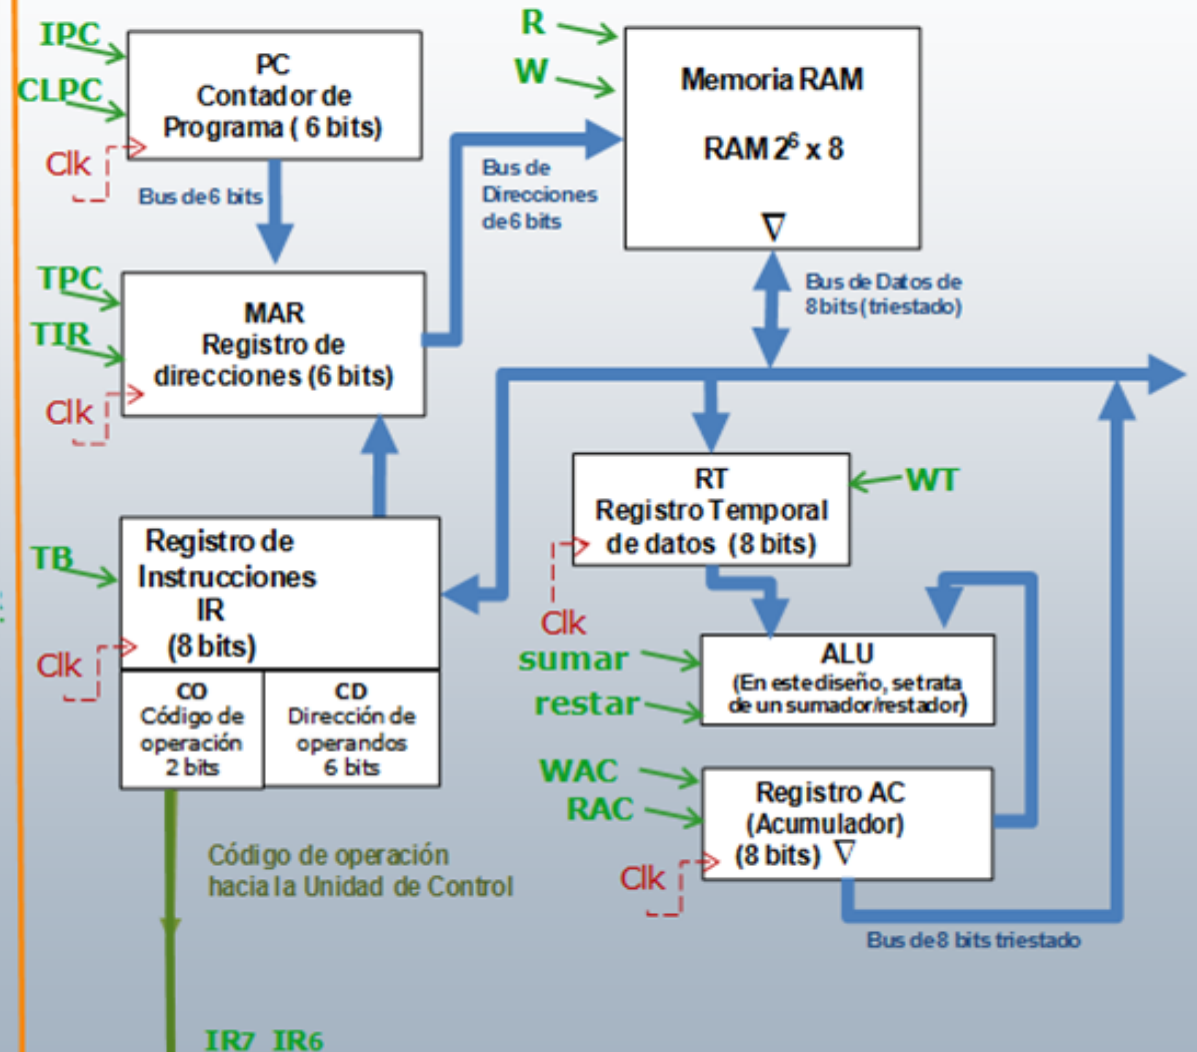 IPC
CLPC
Clk
PC
Contador de
Programa ( 6 bits)
Bus de 6 bits
R
W
Memoria RAM
RAM 2⁶ x 8
∇
Bus de
Direcciones
de 6 bits
Bus de Datos de
8 bits (triestado)
TPC
TIR
Clk
MAR
Registro de
direcciones (6 bits)
RT
Registro Temporal
de datos (8 bits)
WT
Clk
TB
Clk
Registro de
Instrucciones
IR
(8 bits)
CO
Código de
operación
2 bits
CD
Dirección de
operandos
6 bits
sumar
restar
ALU
(En este diseño, se trata
de un sumador/restador)
WAC
RAC
Clk
Registro AC
(Acumulador)
(8 bits) ∇
Bus de 8 bits triestado
Código de operación
hacia la Unidad de Control
IR7 IR6